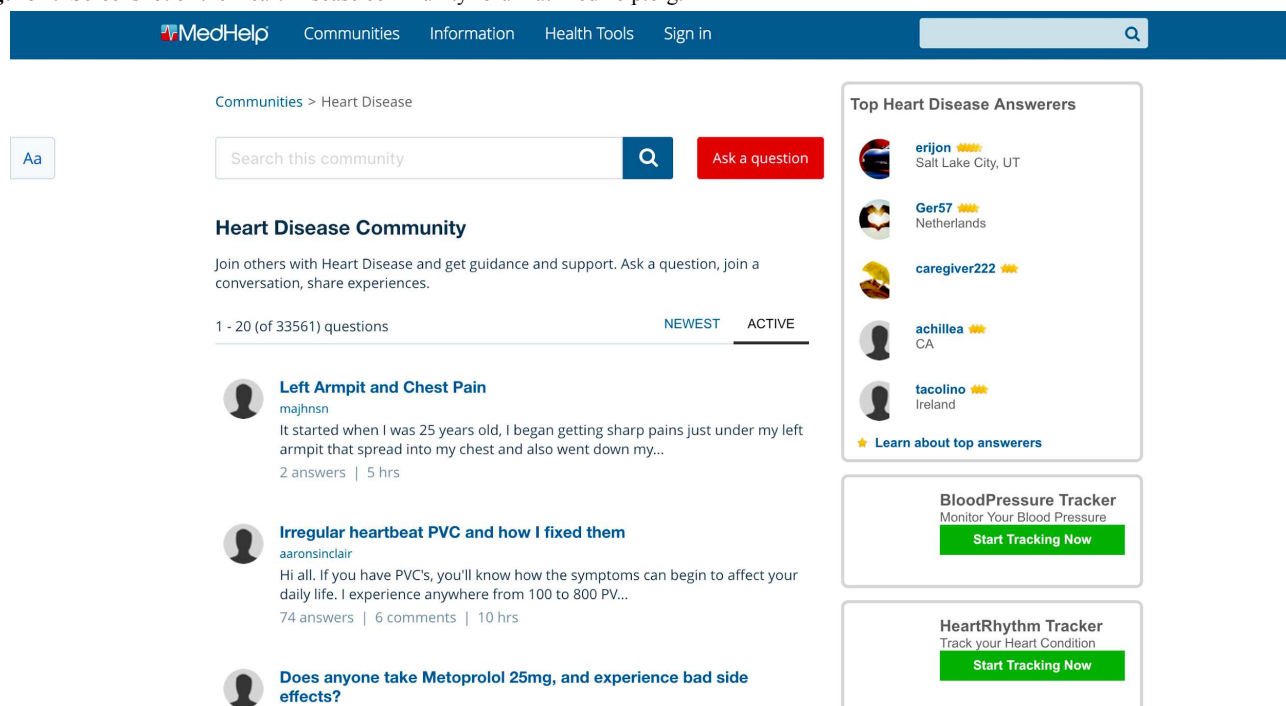 MedHelp Communities Information Health Tools Sign in
Communities > Heart Disease
Aa
Search this community
Ask a question
Heart Disease Community
Join others with Heart Disease and get guidance and support. Ask a question, join a
conversation, share experiences.
1 - 20 (of 33561) questions
NEWEST ACTIVE
Left Armpit and Chest Pain
majhnsn
It started when I was 25 years old, I began getting sharp pains just under my left
armpit that spread into my chest and also went down my...
2 answers | 5 hrs
Irregular heartbeat PVC and how I fixed them
aaronsinclair
Hi all. If you have PVC's, you'll know how the symptoms can begin to affect your
daily life. I experience anywhere from 100 to 800 PV...
74 answers | 6 comments | 10 hrs
Does anyone take Metoprolol 25mg, and experience bad side
effects?
Top Heart Disease Answerers
erijon
Salt Lake City, UT
Ger57
Netherlands
caregiver222
achillea
CA
tacolino
Ireland
Learn about top answerers
BloodPressure Tracker
Monitor Your Blood Pressure
Start Tracking Now
HeartRhythm Tracker
Track your Heart Condition
Start Tracking Now